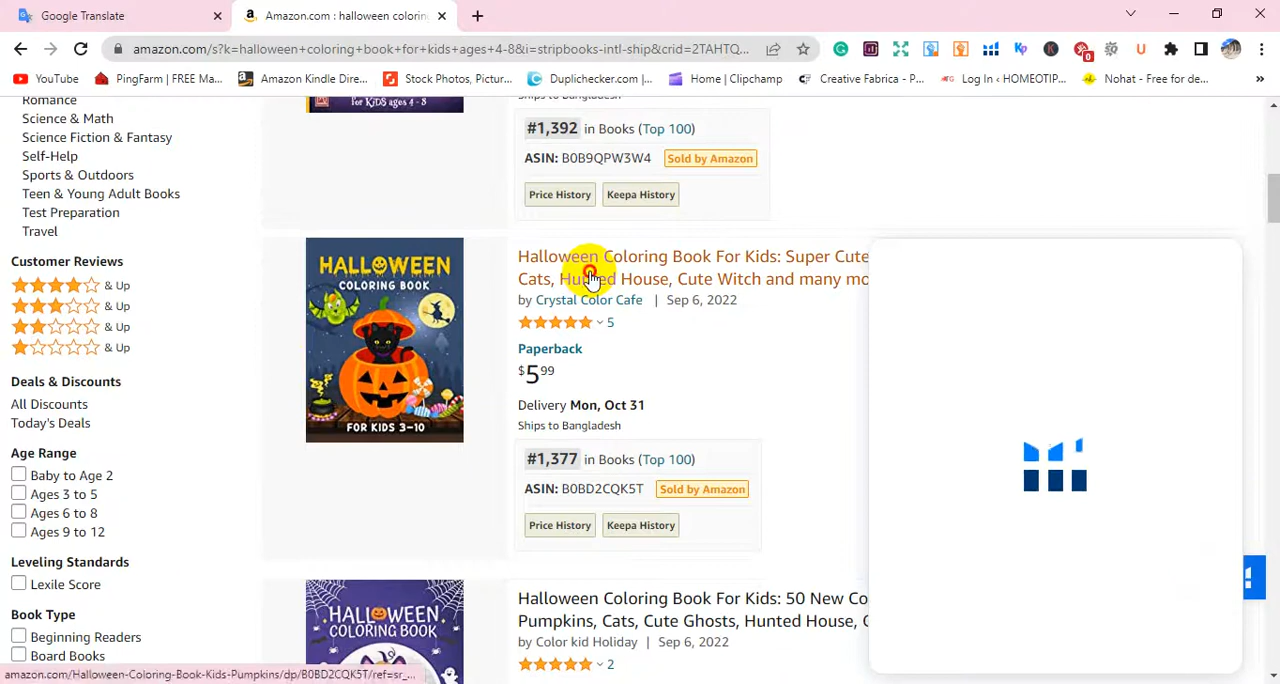 Google Translate
Amazon.com : halloween colorin
amazon.com/s?k=halloween+coloring+book+for+kids+ages+4-8&i=stripbooks-intl-ship&crid=2TAHTQ...
YouTube
PingFarm | FREE Ma...
Amazon Kindle Dire...
Stock Photos, Pictur...
Duplichecker.com |...
Home | Clipchamp
Creative Fabrica - P...
Log In ‹ HOMEOTIP...
Nohat - Free for de...
»
Romance
Science & Math
Science Fiction & Fantasy
Self-Help
Sports & Outdoors
Teen & Young Adult Books
Test Preparation
Travel
Customer Reviews
& Up
& Up
& Up
& Up
Deals & Discounts
All Discounts
Today's Deals
Age Range
Baby to Age 2
Ages 3 to 5
Ages 6 to 8
Ages 9 to 12
Leveling Standards
Lexile Score
Book Type
Beginning Readers
Board Books
for KiDS ages 4 - 8
Ships to Bangladesh
#1,392 in Books (Top 100)
ASIN: B0B9QPW3W4 Sold by Amazon
Price History Keepa History
HALLOWEEN
COLORING BOOK
FOR KIDS 3-10
Halloween Coloring Book For Kids: Super Cute
Cats, Hunted House, Cute Witch and many mo
by Crystal Color Cafe | Sep 6, 2022
5
Paperback
$5 99
Delivery Mon, Oct 31
Ships to Bangladesh
#1,377 in Books (Top 100)
ASIN: B0BD2CQK5T Sold by Amazon
Price History Keepa History
HALLOWEEN
COLORING BOOK
Halloween Coloring Book For Kids: 50 New Co
Pumpkins, Cats, Cute Ghosts, Hunted House, C
by Color kid Holiday | Sep 6, 2022
2
amazon.com/Halloween-Coloring-Book-Kids-Pumpkins/dp/B0BD2CQK5T/ref=sr_...